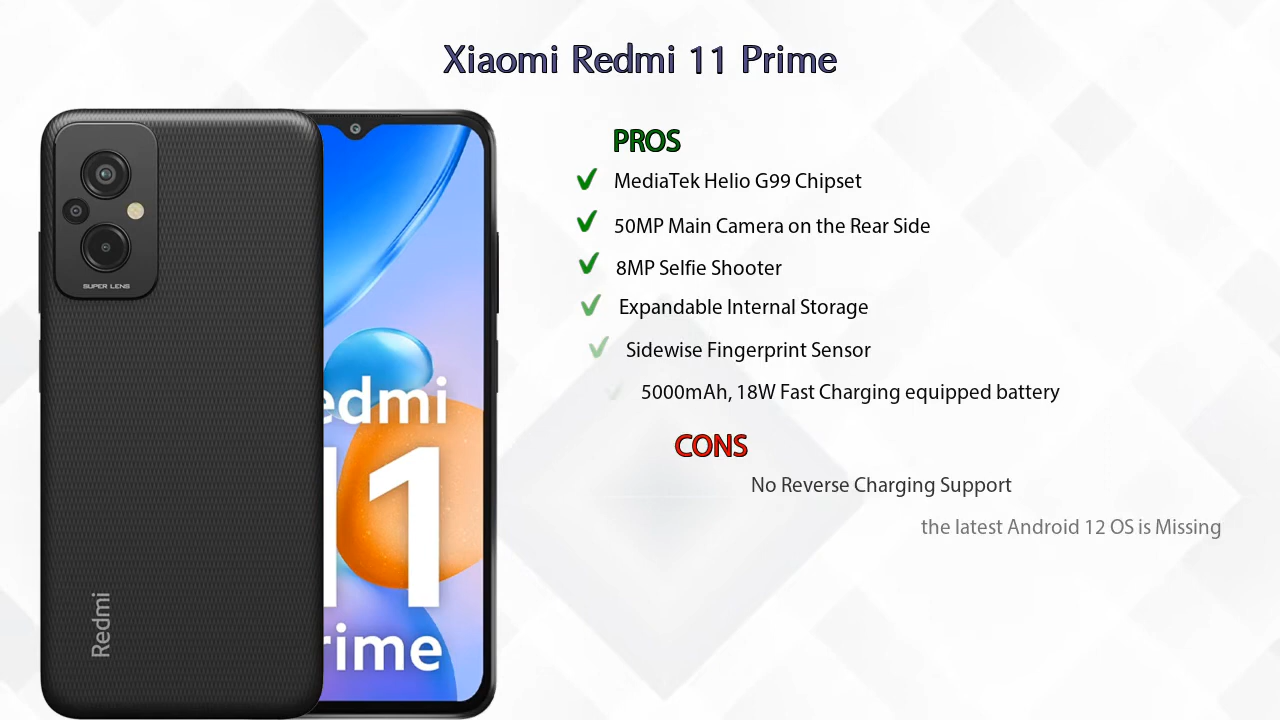 Xiaomi Redmi 11 Prime
PROS
MediaTek Helio G99 Chipset
50MP Main Camera on the Rear Side
8MP Selfie Shooter
Expandable Internal Storage
Sidewise Fingerprint Sensor
5000mAh, 18W Fast Charging equipped battery
CONS
No Reverse Charging Support
the latest Android 12 OS is Missing
SUPER LENS
Redmi
edmi
11
rime